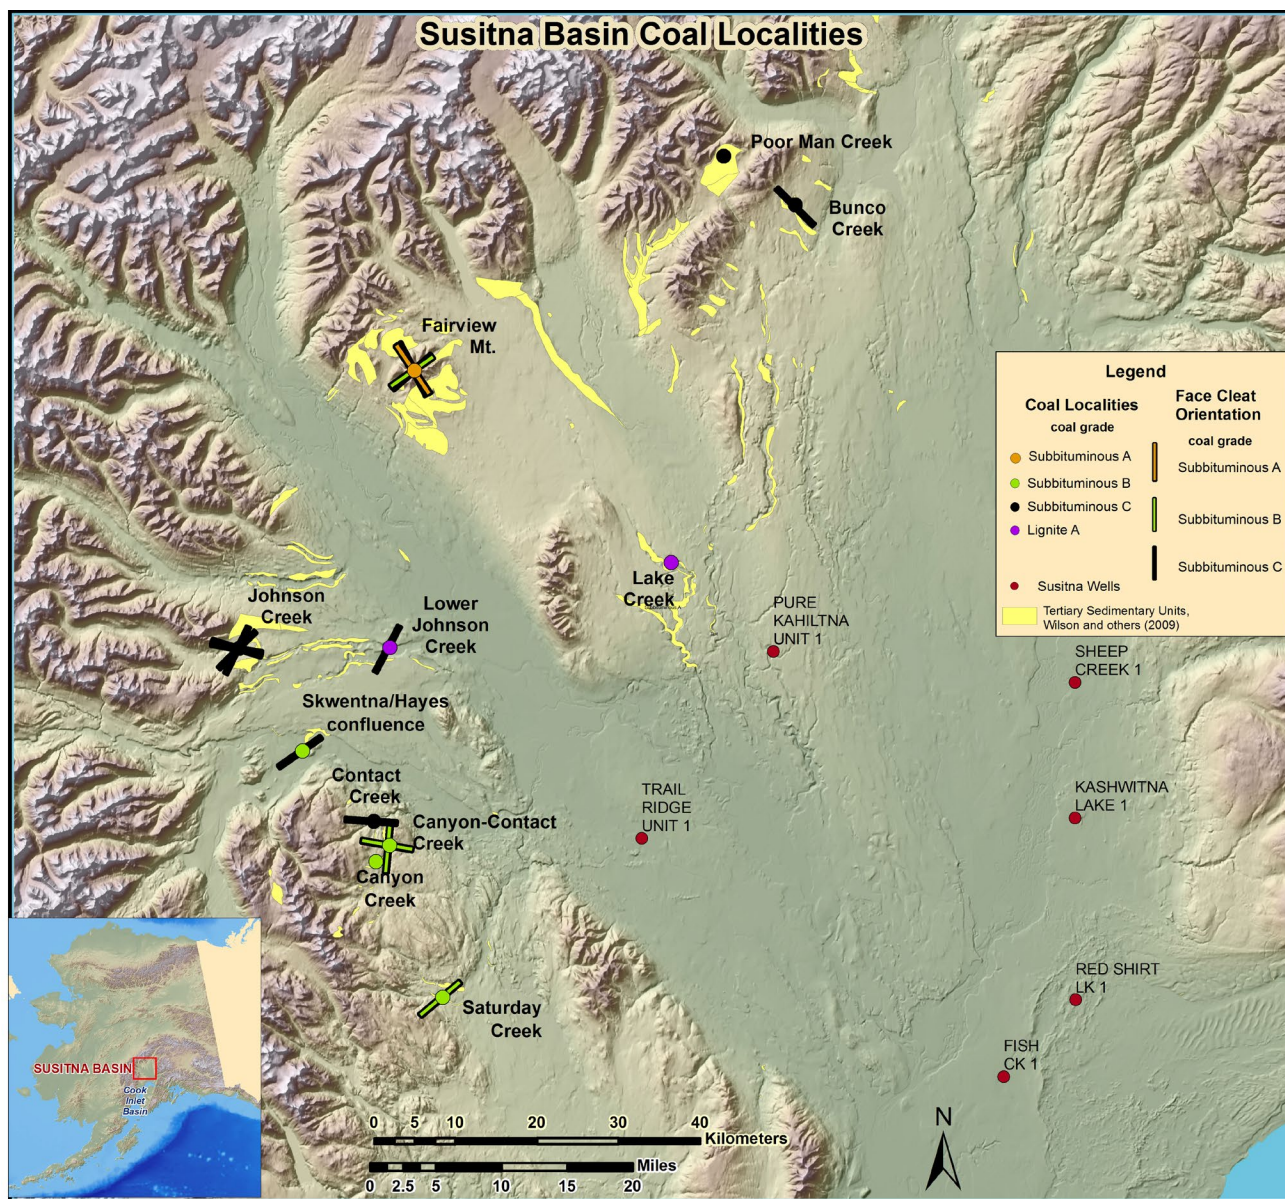 Susitna Basin Coal Localities
Poor Man Creek
Bunco
Creek
Fairview
Mt.
Legend
Coal Localities
coal grade
Subbituminous A
Subbituminous B
Subbituminous C
Lignite A
Susitna Wells
Tertiary Sedimentary Units,
Wilson and others (2009)
Face Cleat
Orientation
coal grade
Subbituminous A
Subbituminous B
Subbituminous C
Lake
Creek
Johnson
Creek
Lower
Johnson
Creek
PURE
KAHILTNA
UNIT 1
SHEEP
CREEK 1
Skwentna/Hayes
confluence
Contact
Creek
Canyon-Contact
Creek
Canyon
Creek
TRAIL
RIDGE
UNIT 1
KASHWITNA
LAKE 1
RED SHIRT
LK 1
FISH
CK 1
Saturday
Creek
SUSITNA BASIN
Cook
Inlet
Basin
N
0 5 10 20 30 40
Kilometers
Miles
0 2.5 5 10 15 20